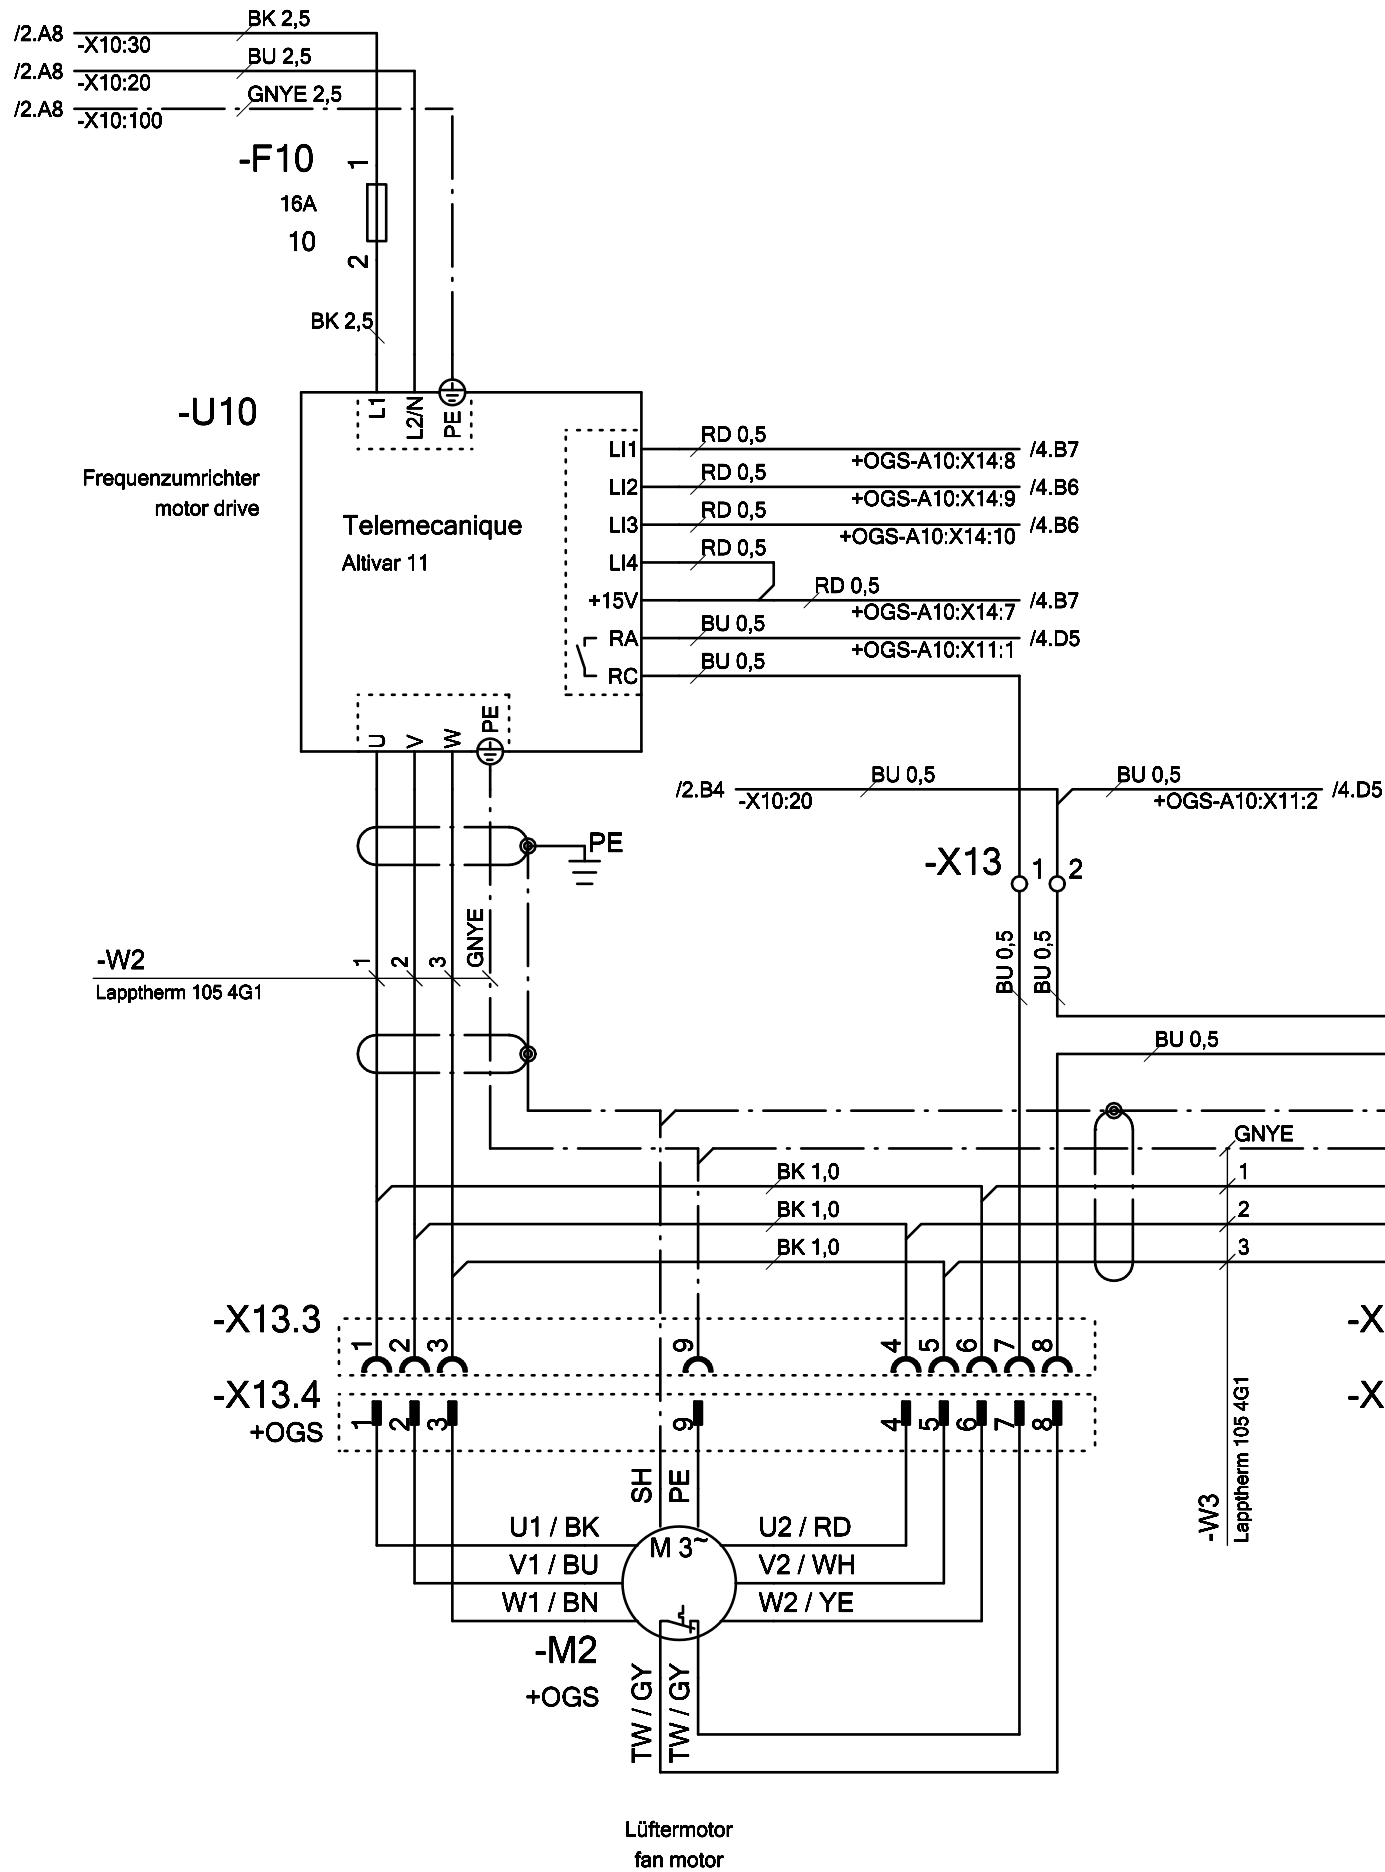 BK 2,5
/2.A8
-X10:30
BU 2,5
/2.A8
-X10:20
GNYE 2,5
/2.A8
-X10:100
-F10
1
16A
10
2
BK 2,5
-U10
L1
L2/N
PE
Frequenzumrichter
motor drive
Telemecanique
Altivar 11
LI1
RD 0,5
+OGS-A10:X14:8
/4.B7
LI2
RD 0,5
+OGS-A10:X14:9
/4.B6
LI3
RD 0,5
+OGS-A10:X14:10
/4.B6
LI4
RD 0,5
+15V
RD 0,5
+OGS-A10:X14:7
/4.B7
RA
BU 0,5
+OGS-A10:X11:1
/4.D5
RC
BU 0,5
U
V
W
PE
/2.B4
-X10:20
BU 0,5
BU 0,5
+OGS-A10:X11:2
/4.D5
PE
-X13
1
2
BU 0,5
BU 0,5
-W2
Lapptherm 105 4G1
1
2
3
GNYE
BU 0,5
GNYE
BK 1,0
1
BK 1,0
2
BK 1,0
3
-X13.3
1
2
3
9
4
5
6
7
8
-X
-X13.4
+OGS
1
2
3
9
4
5
6
7
8
-X
-W3
Lapptherm 105 4G1
SH
PE
U1 / BK
V1 / BU
W1 / BN
M 3~
U2 / RD
V2 / WH
W2 / YE
-M2
+OGS
TW / GY
TW / GY
Lüftermotor
fan motor